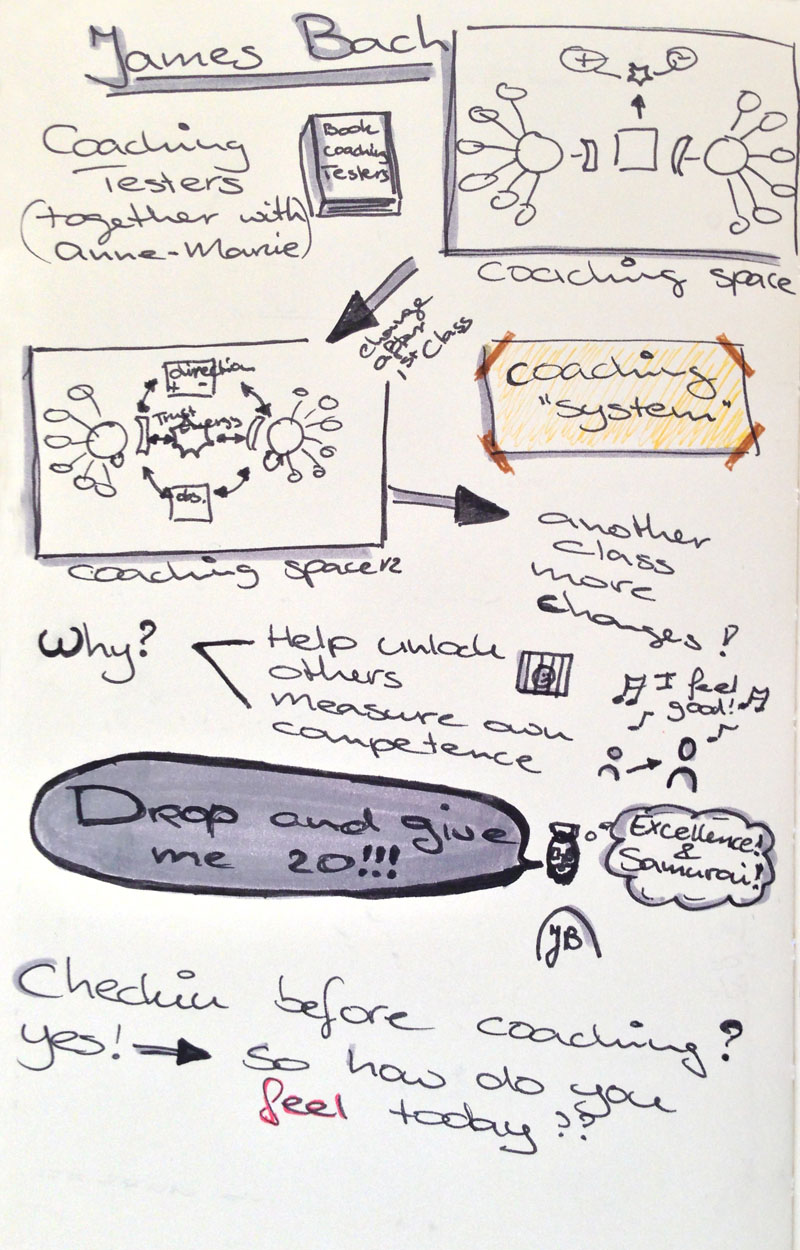 James Bach
Coaching
Testers
(together with
Anne-Marie)
Book
Coaching
Testers
+ -
coaching space
change
after
1st Class
direction
+ -
Trust
Energy
coaching space v2
coaching
"system"
another
class
more
changes!
Why?
Help unlock
others
measure own
competence
I feel
good!
Drop and give
me 20!!!
Excellence!
&
Samurai!
JB
Checkin before coaching?
yes! → so how do you
feel today??